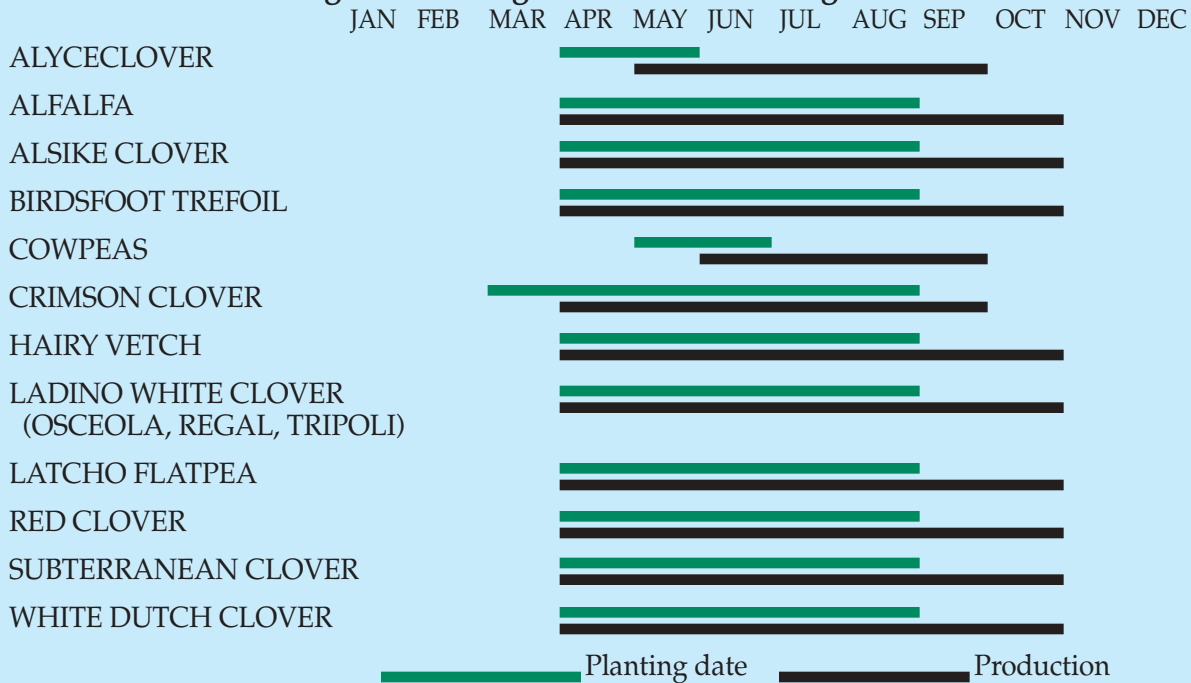 JAN FEB MAR APR MAY JUN JUL AUG SEP OCT NOV DEC
ALYCECLOVER
ALFALFA
ALSIKE CLOVER
BIRDSFOOT TREFOIL
COWPEAS
CRIMSON CLOVER
HAIRY VETCH
LADINO WHITE CLOVER
(OSCEOLA, REGAL, TRIPOLI)
LATCHO FLATPEA
RED CLOVER
SUBTERRANEAN CLOVER
WHITE DUTCH CLOVER
Planting date Production